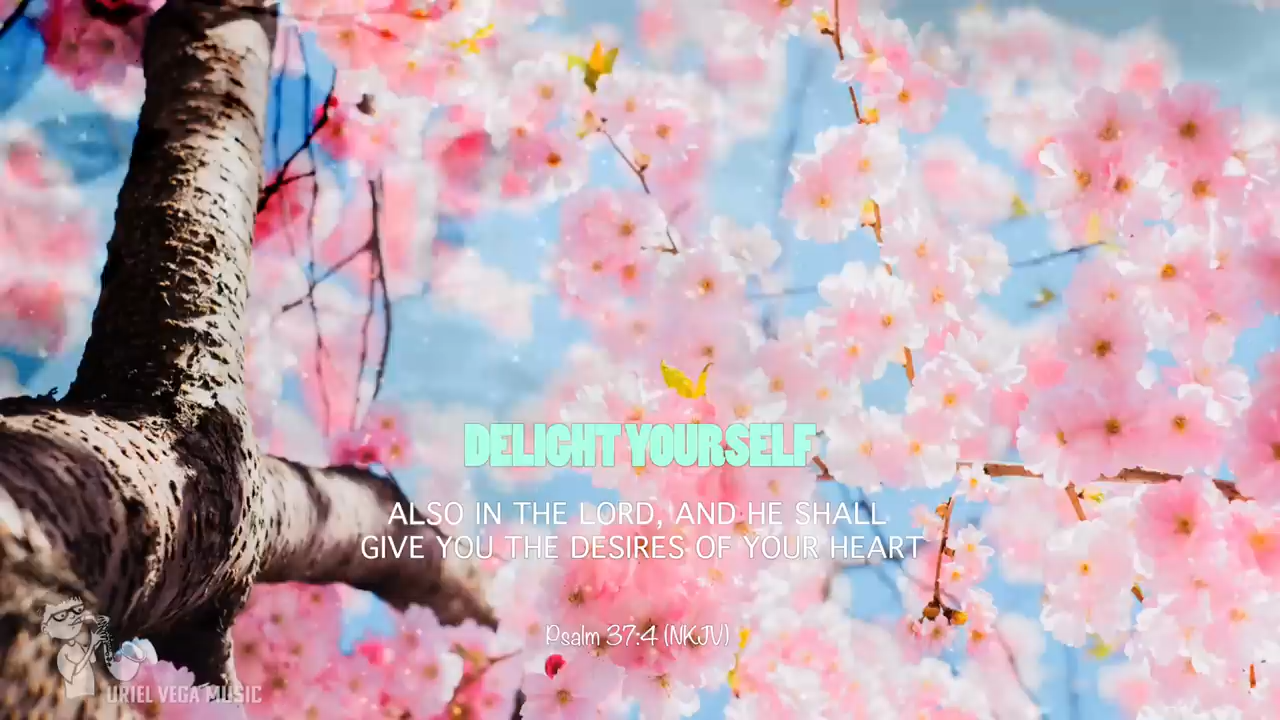 DELIGHT YOURSELF
ALSO IN THE LORD, AND HE SHALL
GIVE YOU THE DESIRES OF YOUR HEART
Psalm 37:4 (NKJV)
URIEL VEGA MUSIC